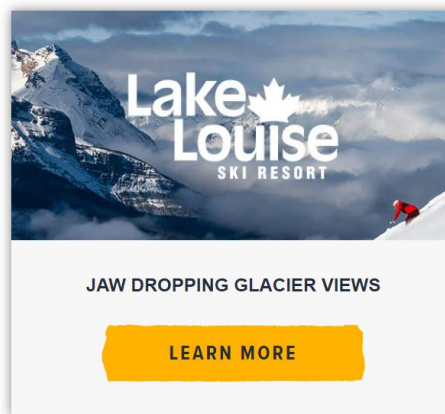 Lake
Louise
SKI RESORT
JAW DROPPING GLACIER VIEWS
LEARN MORE